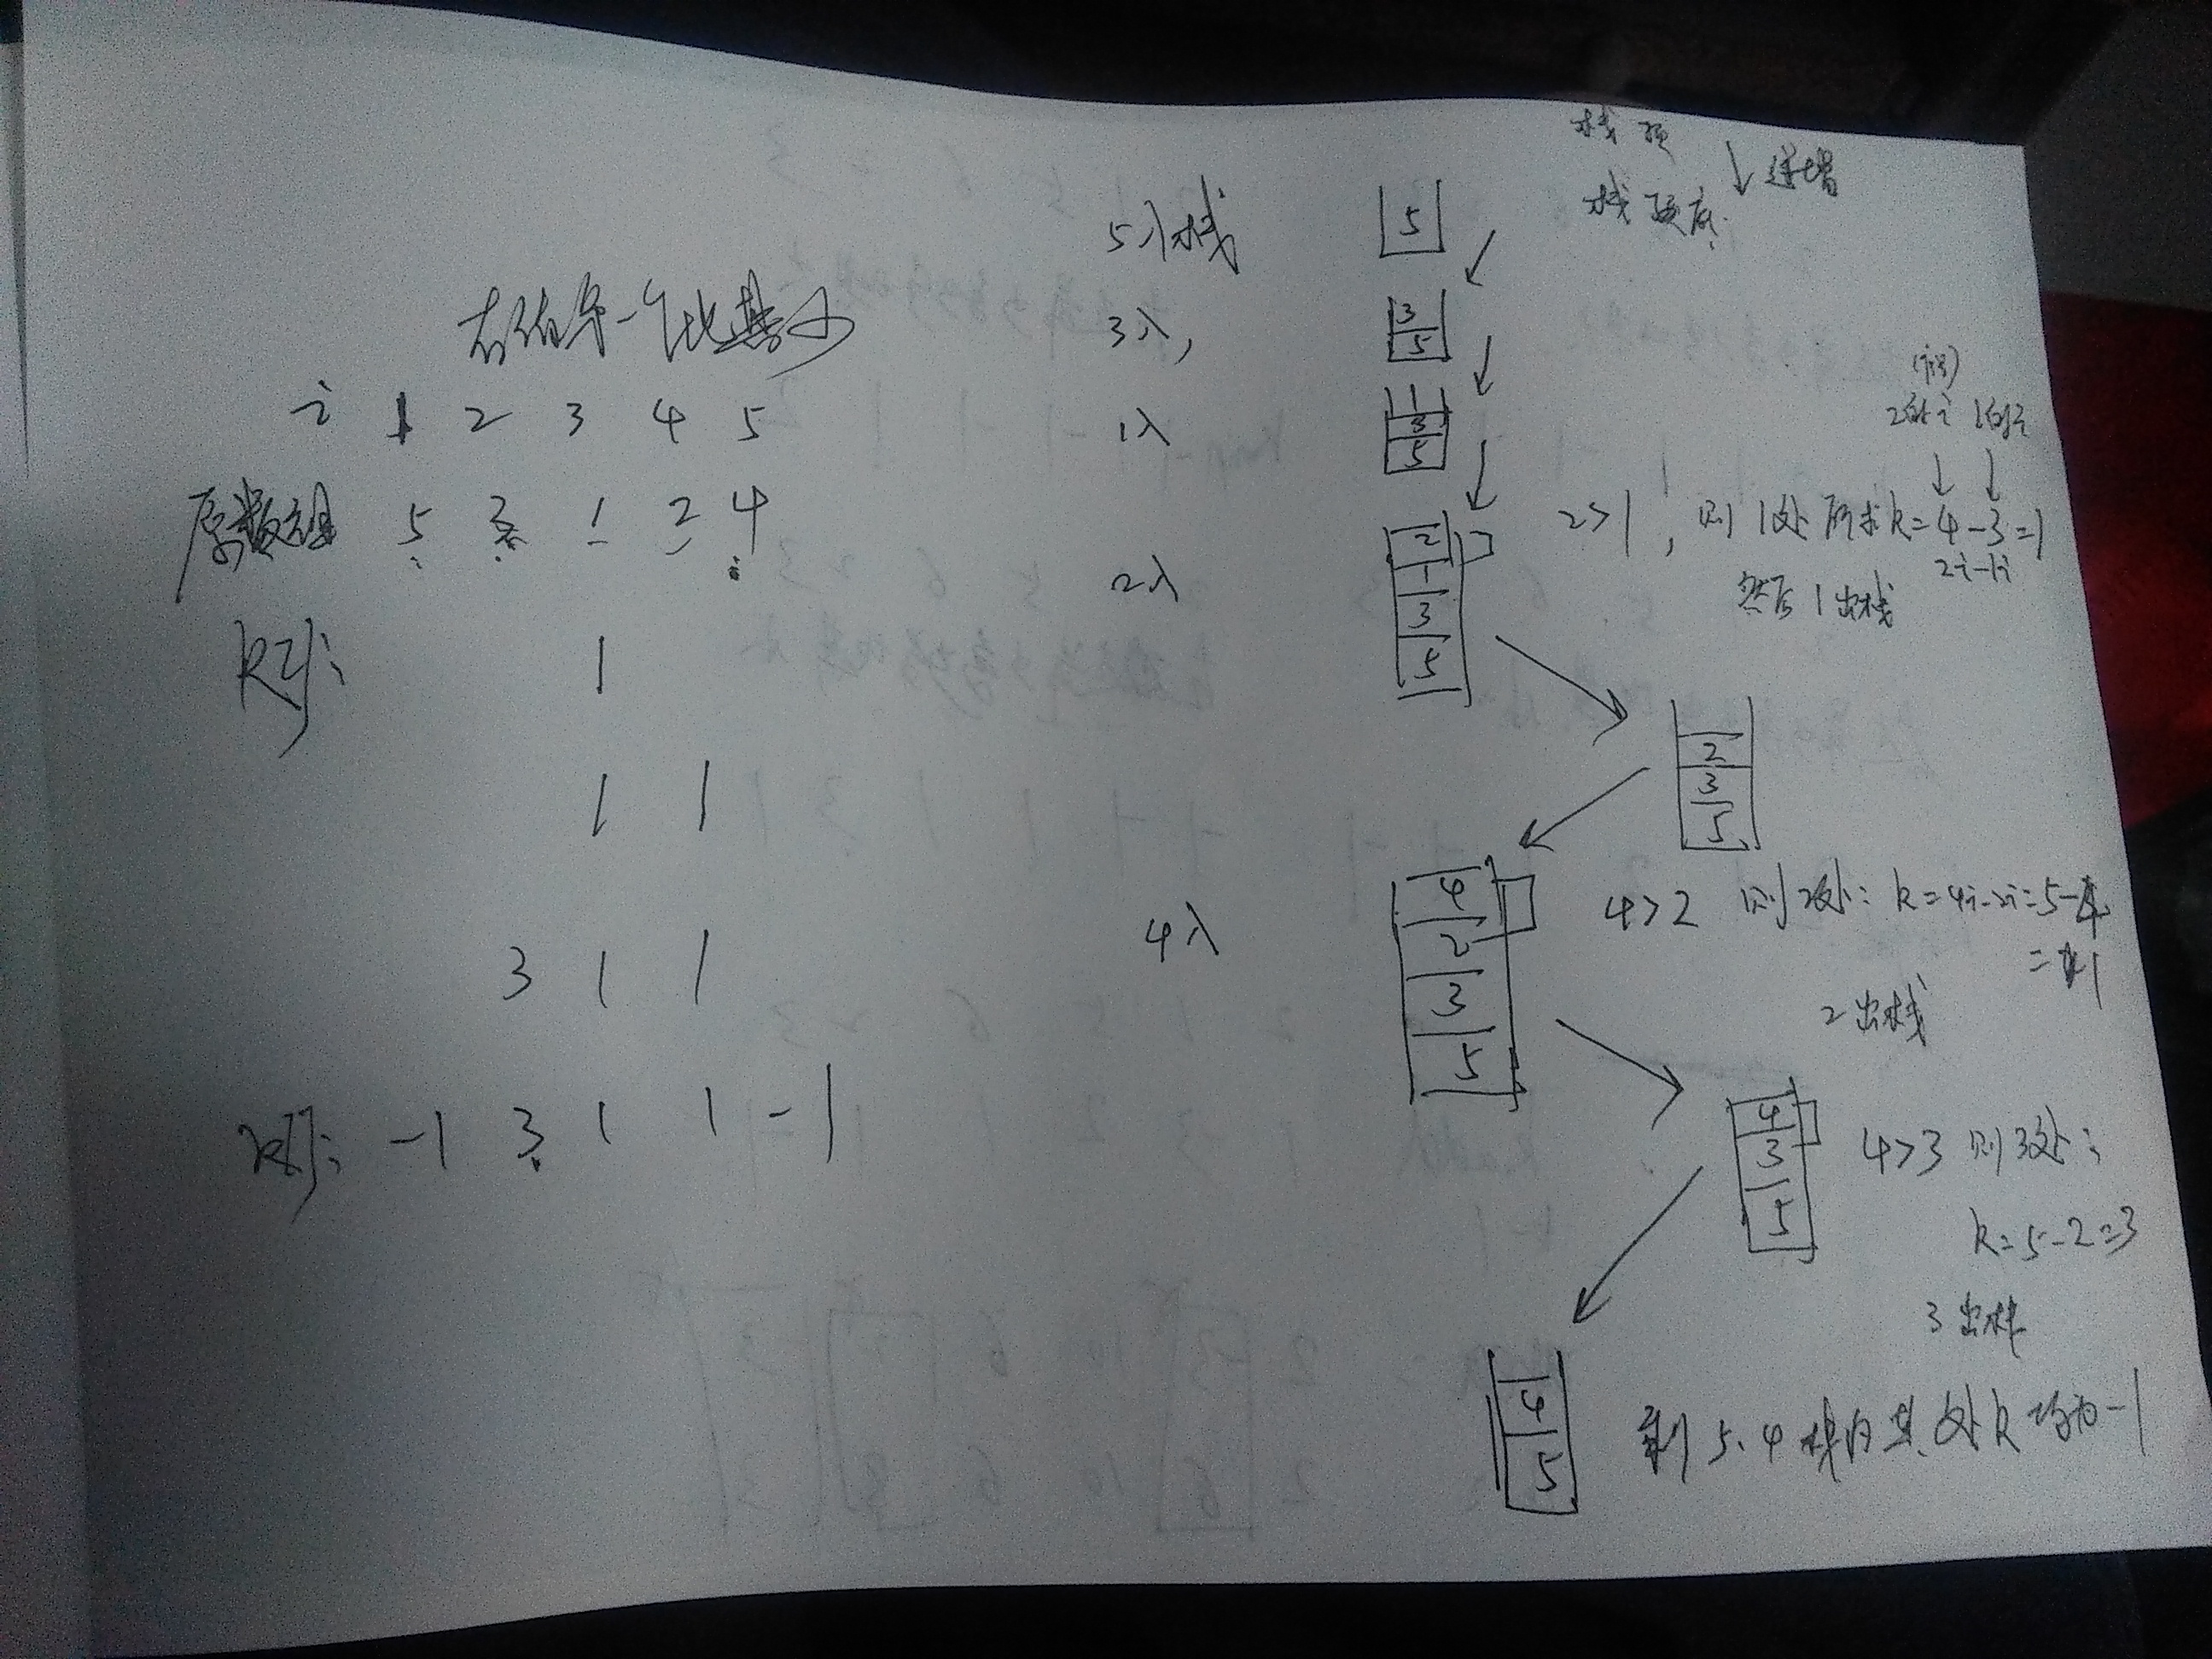 栈顶
递增
栈顶底
5入栈
5
右侧第一个比其大
3入,
3
5
i 1 2 3 4 5
1入
1
3
5
(下标)
2的i 1的i
原数组 5 3 1 2 4
2入
2
1
3
5
2>1, 则1处所求k=4-3=1
2i-1i
然后1出栈
则: 1
2
3
5
1 1
4入
4
2
3
5
4>2 则2处: k=4i-2i=5-4
=1
2出栈
3 1 1
4
3
5
4>3 则3处:
k=5-2=3
3出栈
则: -1 3 1 1 -1
4
5
剩5.4 其处k均为-1